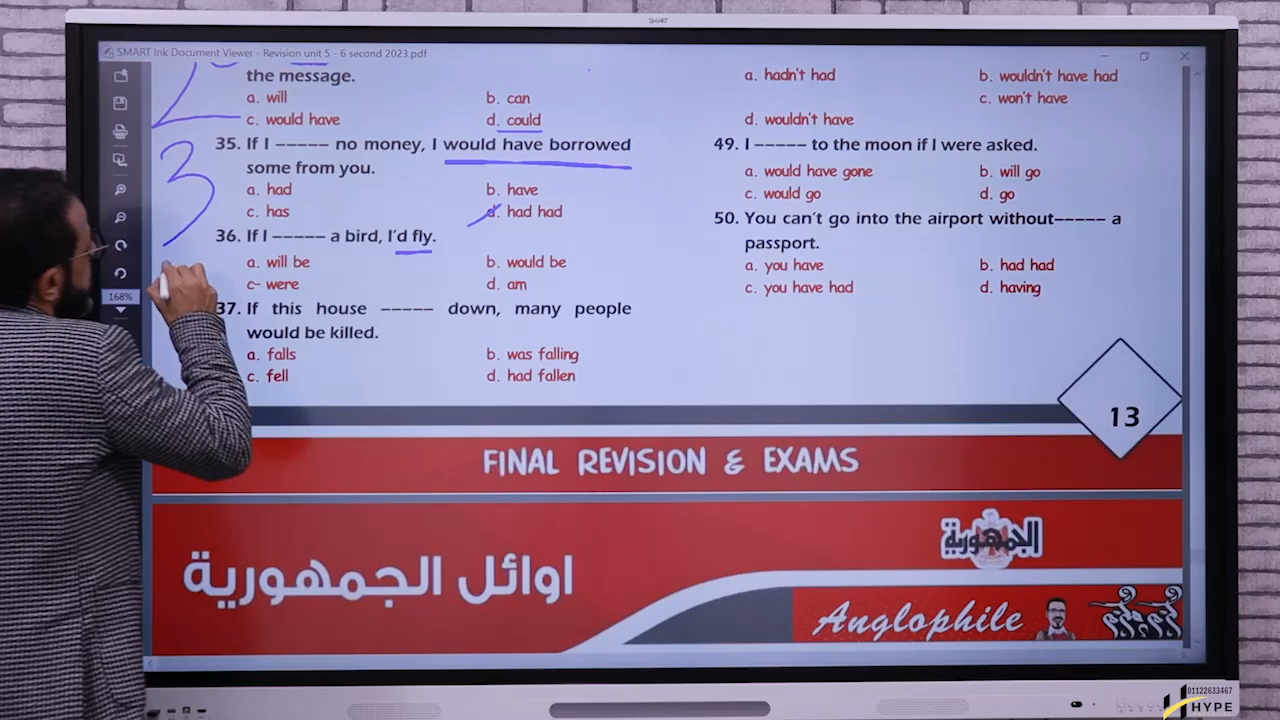 SMART
SMART Ink Document Viewer - Revision unit 5 - 6 second 2023.pdf
the message.
a. will
b. can
c. would have
d. could
35. If I ----- no money, I would have borrowed
some from you.
a. had
b. have
c. has
d. had had
36. If I ----- a bird, I'd fly.
a. will be
b. would be
c- were
d. am
37. If this house ----- down, many people
would be killed.
a. falls
b. was falling
c. fell
d. had fallen
a. hadn't had
b. wouldn't have had
c. won't have
d. wouldn't have
49. I ----- to the moon if I were asked.
a. would have gone
b. will go
c. would go
d. go
50. You can't go into the airport without----- a
passport.
a. you have
b. had had
c. you have had
d. having
2
3
168%
13
FINAL REVISION & EXAMS
اوائل الجمهورية
الجمهورية
Anglophile
01122633467
HYPE